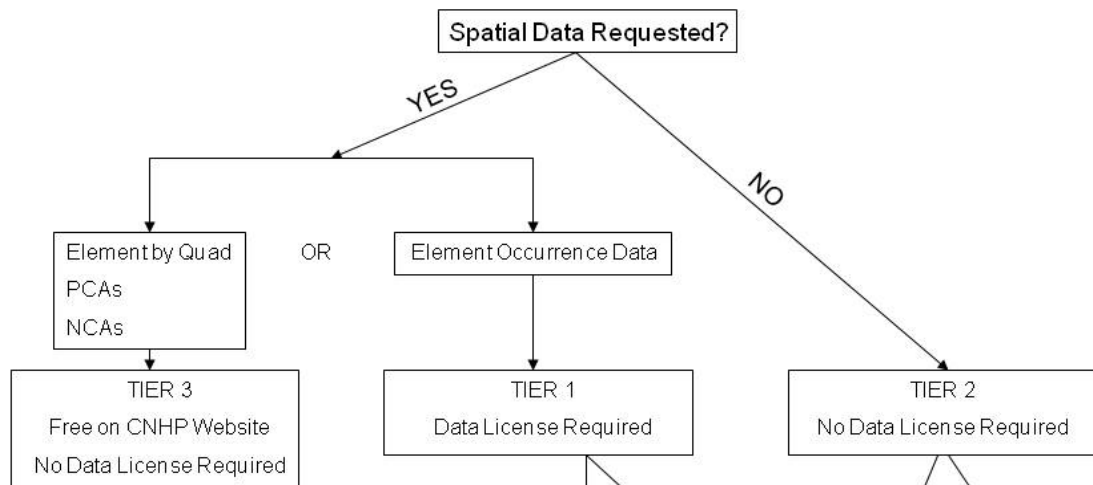 Spatial Data Requested?
YES
NO
Element by Quad
PCAs
NCAs
OR
Element Occurrence Data
TIER 3
Free on CNHP Website
No Data License Required
TIER 1
Data License Required
TIER 2
No Data License Required